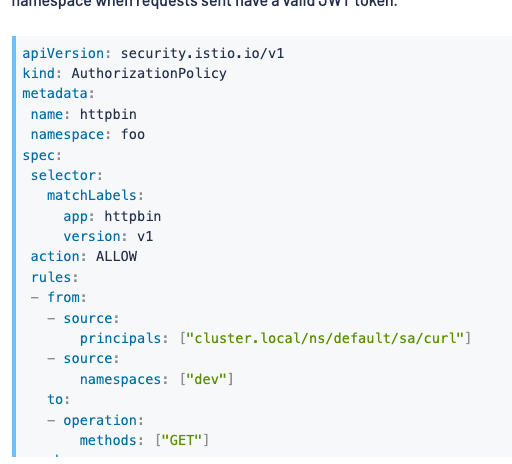 namespace when requests sent have a valid JWT token.
apiVersion: security.istio.io/v1
kind: AuthorizationPolicy
metadata:
 name: httpbin
 namespace: foo
spec:
 selector:
   matchLabels:
     app: httpbin
     version: v1
 action: ALLOW
 rules:
 - from:
   - source:
       principals: ["cluster.local/ns/default/sa/curl"]
   - source:
       namespaces: ["dev"]
   to:
   - operation:
       methods: ["GET"]